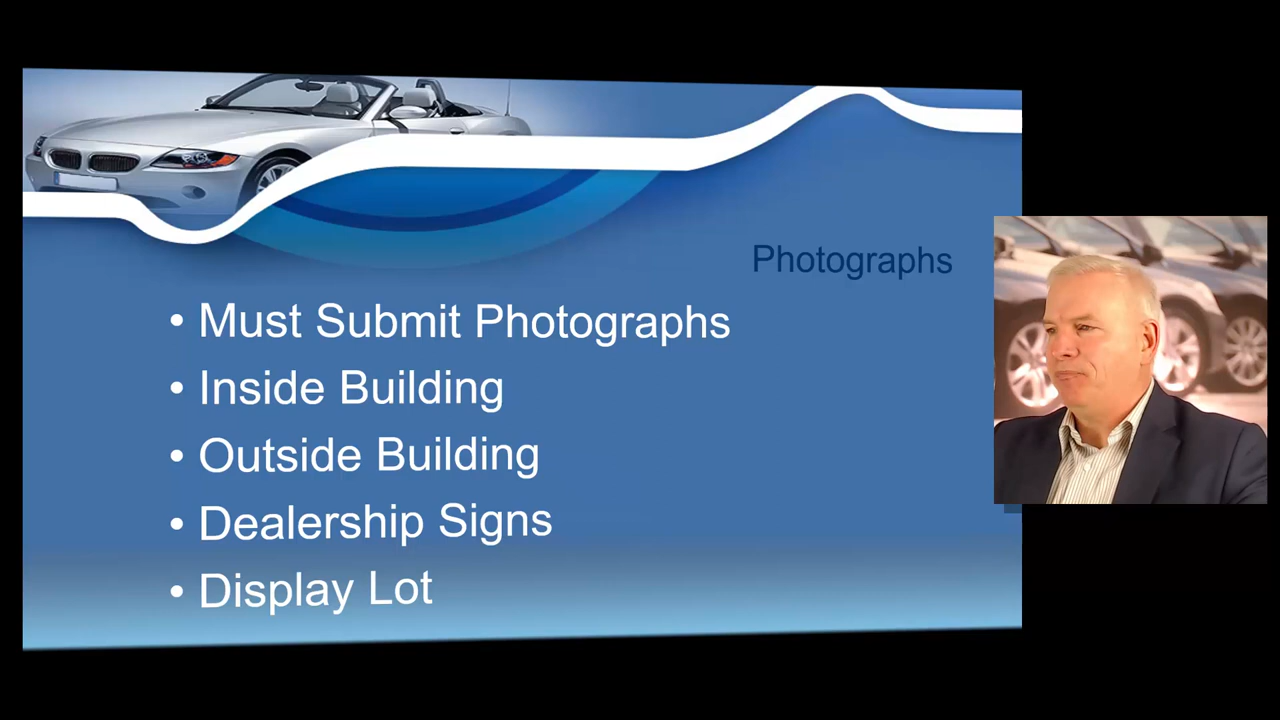 Photographs
• Must Submit Photographs
• Inside Building
• Outside Building
• Dealership Signs
• Display Lot